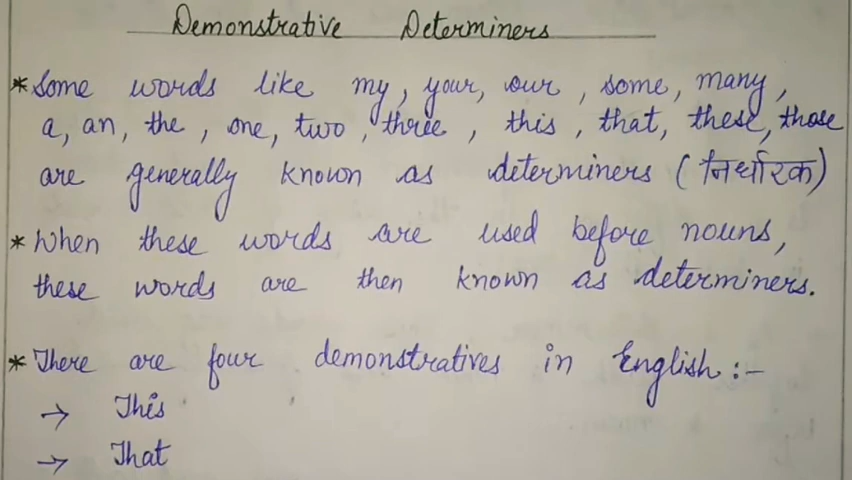 Demonstrative Determiners
* Some words like my, your, our, some, many,
a, an, the, one, two, three, this, that, these, those
are generally known as determiners (निर्धारक)
* When these words are used before nouns,
these words are then known as determiners.
* There are four demonstratives in English :-
→ This
→ That